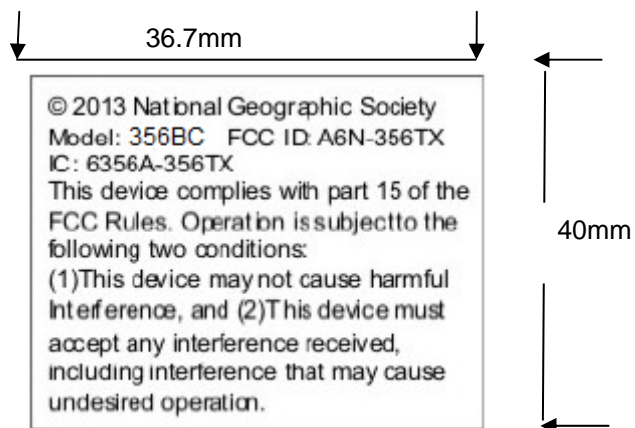 36.7mm
© 2013 National Geographic Society
Model: 356BC FCC ID: A6N-356TX
IC: 6356A-356TX
This device complies with part 15 of the
FCC Rules. Operation is subjectto the
following two conditions:
(1)This device may not cause harmful
Interference, and (2)This device must
accept any interference received,
including interference that may cause
undesired operation.
40mm